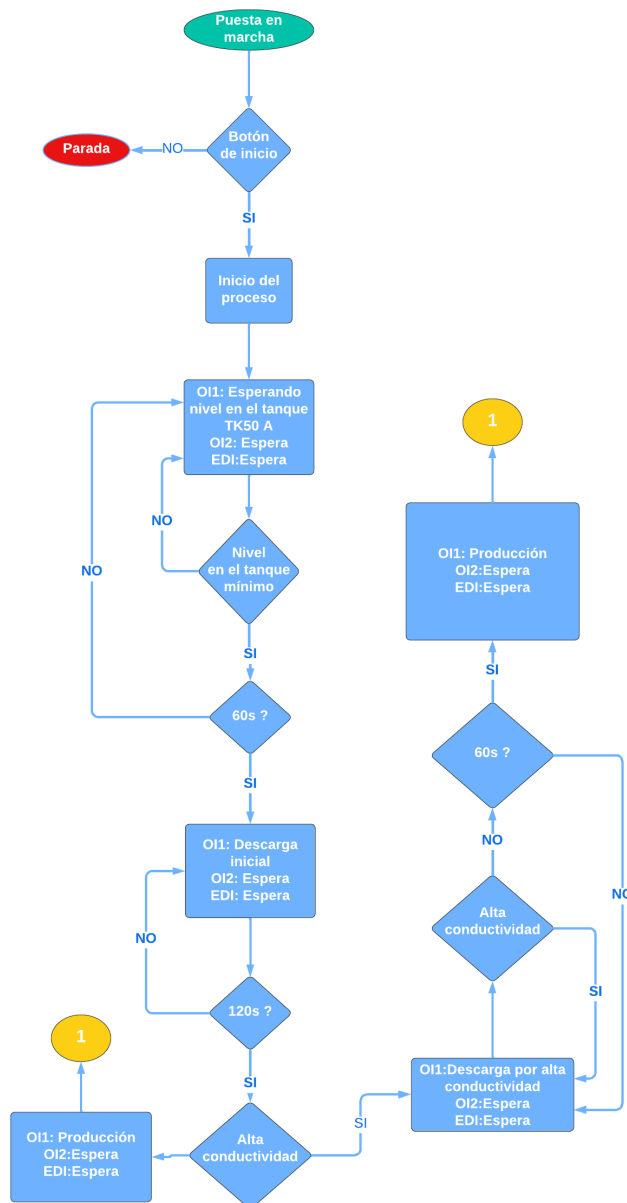 Puesta en
marcha
Botón
de inicio
NO
Parada
SI
Inicio del
proceso
OI1: Esperando
nivel en el tanque
TK50 A
OI2: Espera
EDI:Espera
NO
NO
Nivel
en el tanque
mínimo
SI
60s ?
SI
OI1: Descarga
inicial
OI2: Espera
EDI: Espera
NO
120s ?
SI
Alta
conductividad
1
OI1: Producción
OI2:Espera
EDI:Espera
SI
OI1:Descarga por alta
conductividad
OI2:Espera
EDI:Espera
Alta
conductividad
SI
NO
60s ?
NO
SI
OI1: Producción
OI2:Espera
EDI:Espera
1